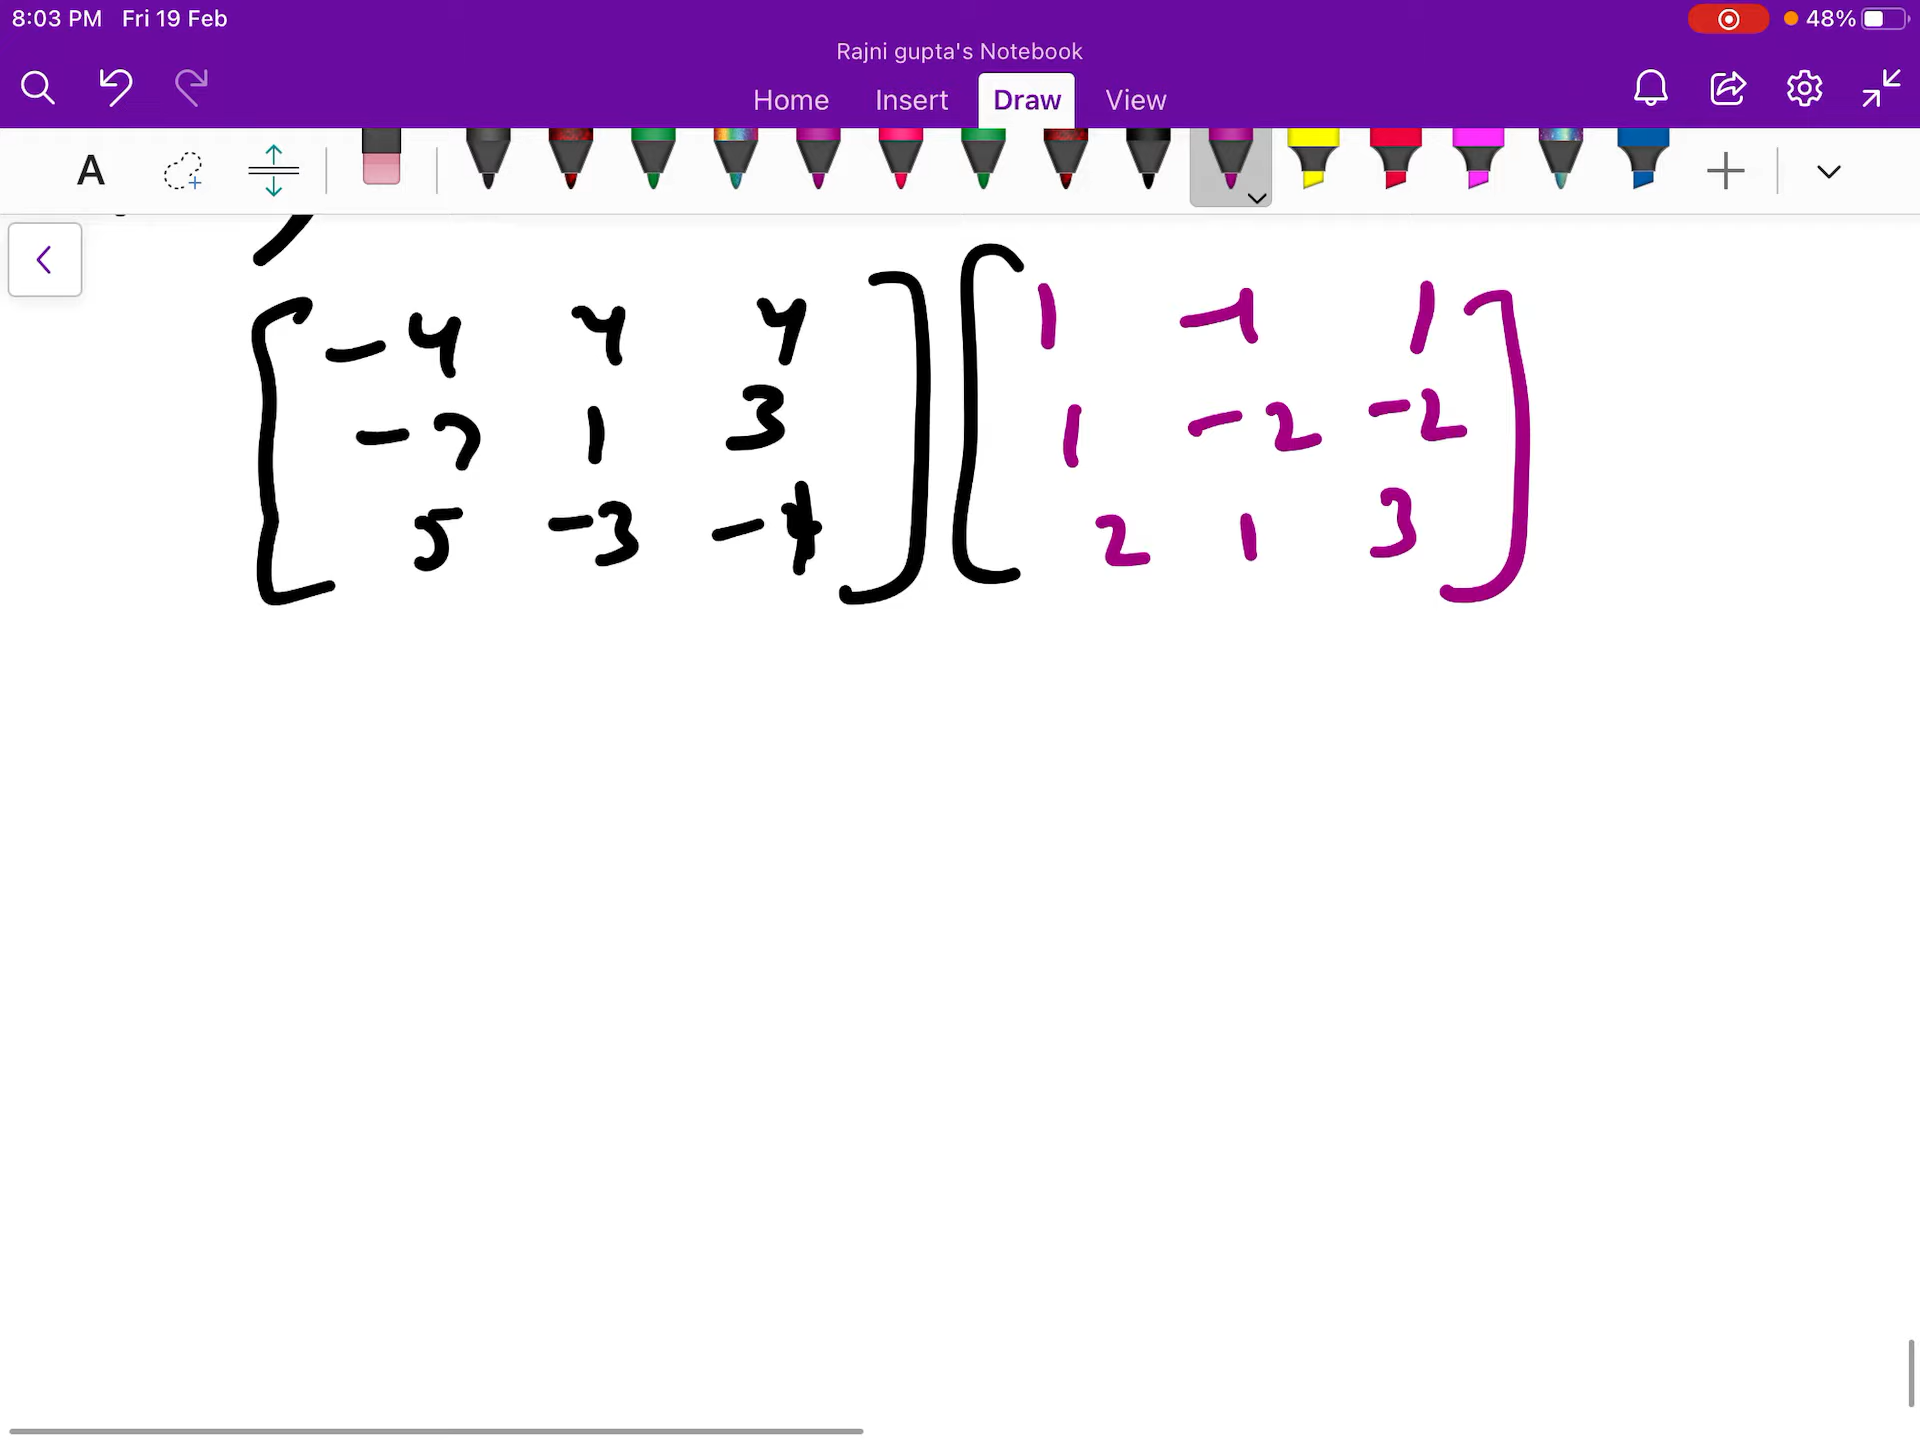 8:03 PM Fri 19 Feb
48%
Rajni gupta's Notebook
Home Insert Draw View
A
[ -4 4 4 ] [ 1 -1 1 ]
-7 1 3 1 -2 -2
5 -3 2 1 3